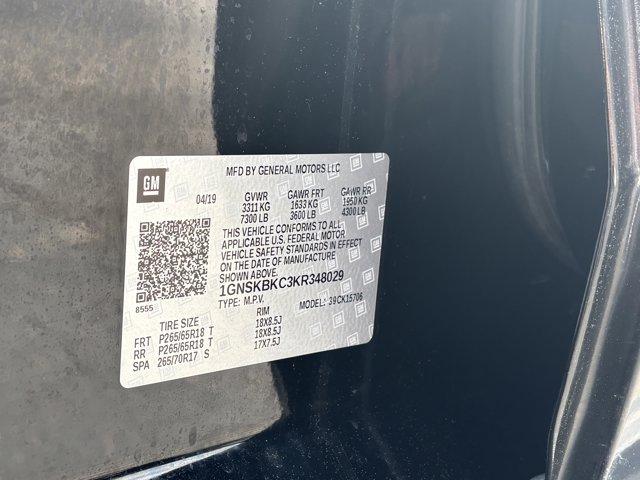 MFD BY GENERAL MOTORS LLC
GM
04/19 GVWR GAWR FRT GAWR RR
3311 KG 1633 KG 1950 KG
7300 LB 3600 LB 4300 LB
THIS VEHICLE CONFORMS TO ALL
APPLICABLE U.S. FEDERAL MOTOR
VEHICLE SAFETY STANDARDS IN EFFECT
ON THE DATE OF MANUFACTURE
SHOWN ABOVE.
1GNSKBKC3KR348029
8555 TYPE: M.P.V. MODEL: 39CK15706
TIRE SIZE RIM
FRT P265/65R18 T 18X8.5J
RR P265/65R18 T 18X8.5J
SPA 265/70R17 S 17X7.5J